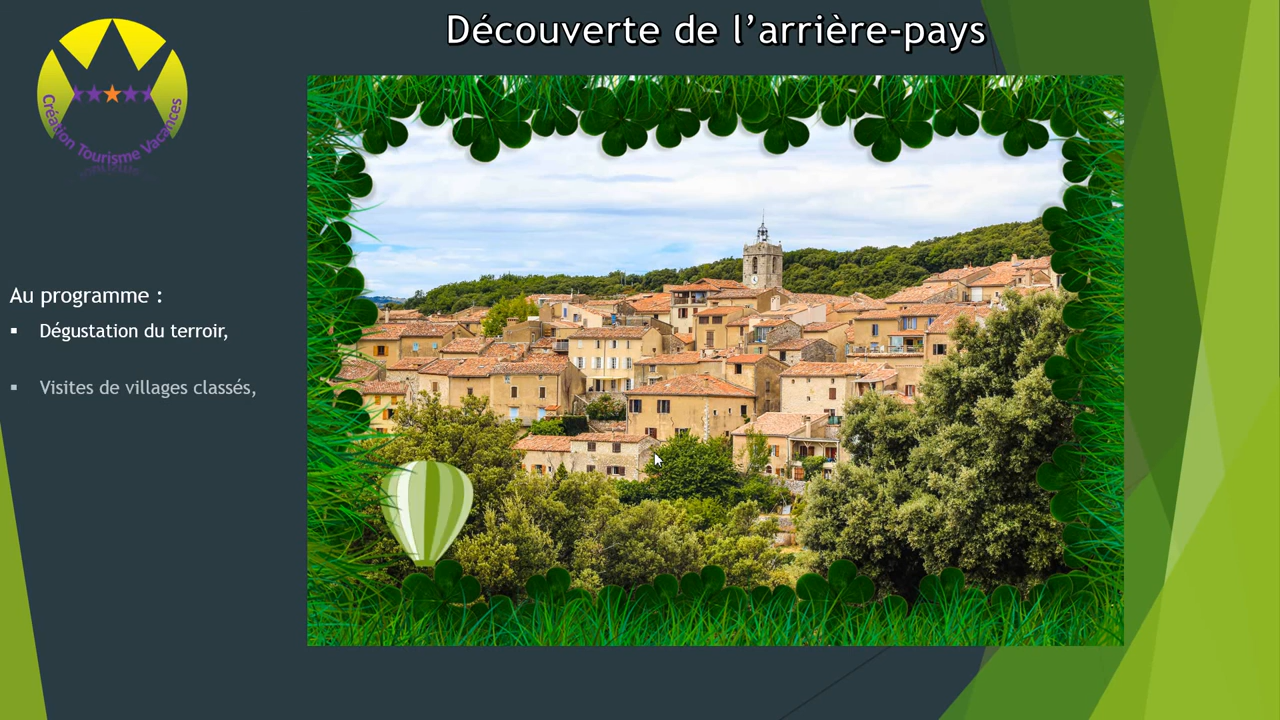 Découverte de l’arrière-pays
Création Tourisme Vacances
Au programme :
▪ Dégustation du terroir,
▪ Visites de villages classés,